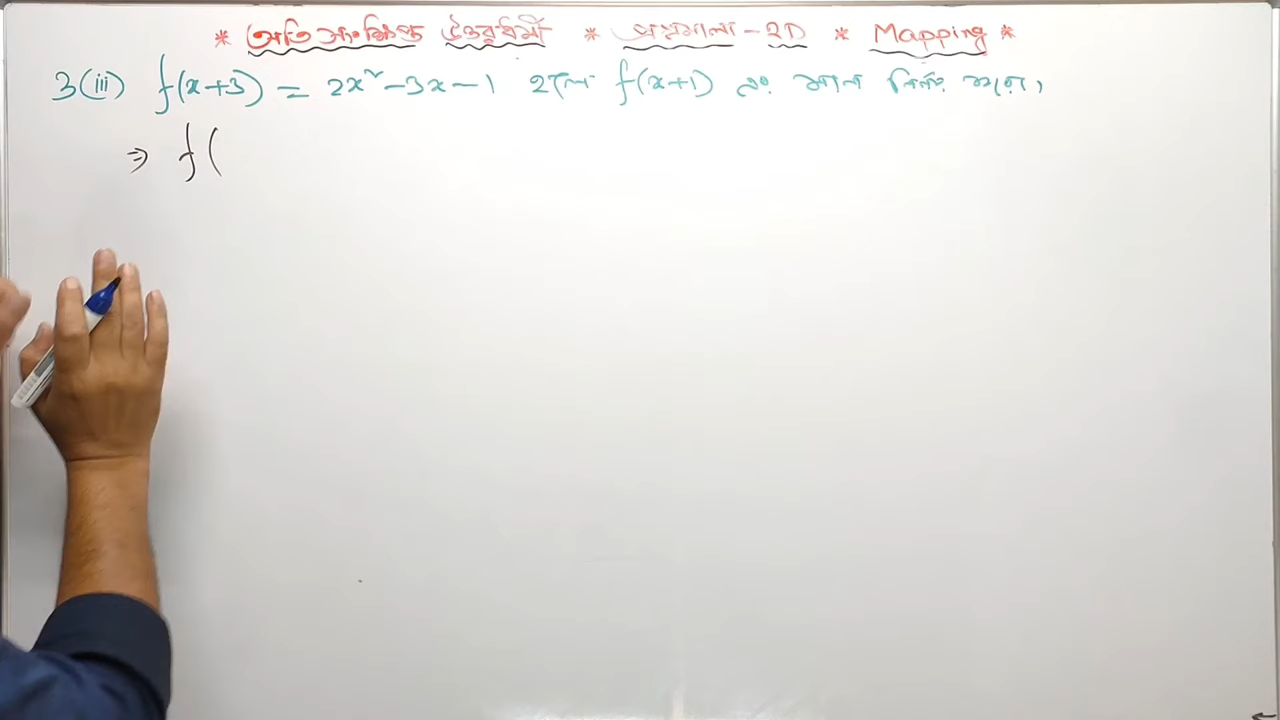 * অতি সংক্ষিপ্ত উত্তরধর্মী * প্রশ্নমালা - 2D * Mapping *
3(iii) f(x+3) = 2x² - 3x - 1 হলে f(x+1) এর মান নির্ণয় করো।
⇒ f(